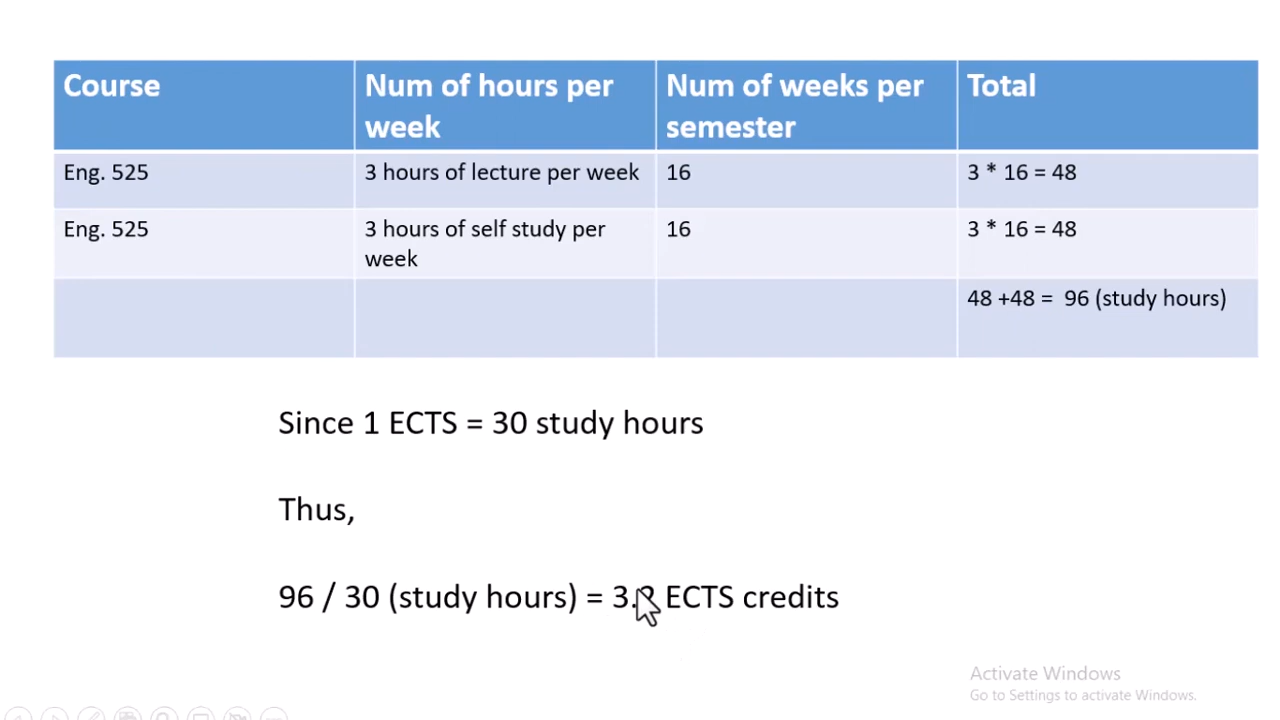 Course
Num of hours per
week
Num of weeks per
semester
Total
Eng. 525
3 hours of lecture per week
16
3 * 16 = 48
Eng. 525
3 hours of self study per
week
16
3 * 16 = 48
48 +48 =  96 (study hours)
Since 1 ECTS = 30 study hours
Thus,
96 / 30 (study hours) = ECTS credits
Activate Windows
Go to Settings to activate Windows.